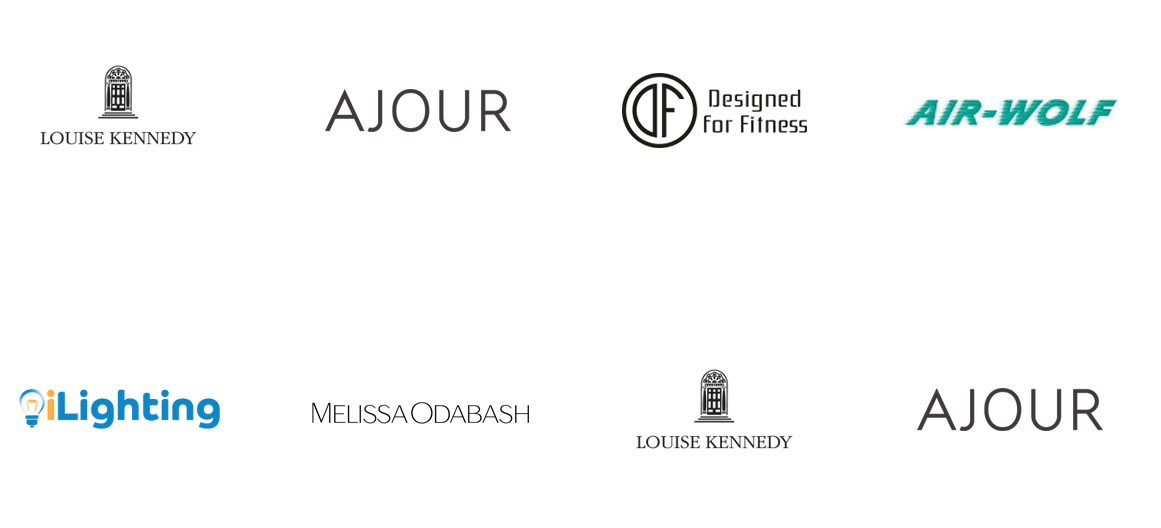 LOUISE KENNEDY
AJOUR
DF
Designed
for Fitness
AIR-WOLF
iLighting
MELISSA ODABASH
LOUISE KENNEDY
AJOUR